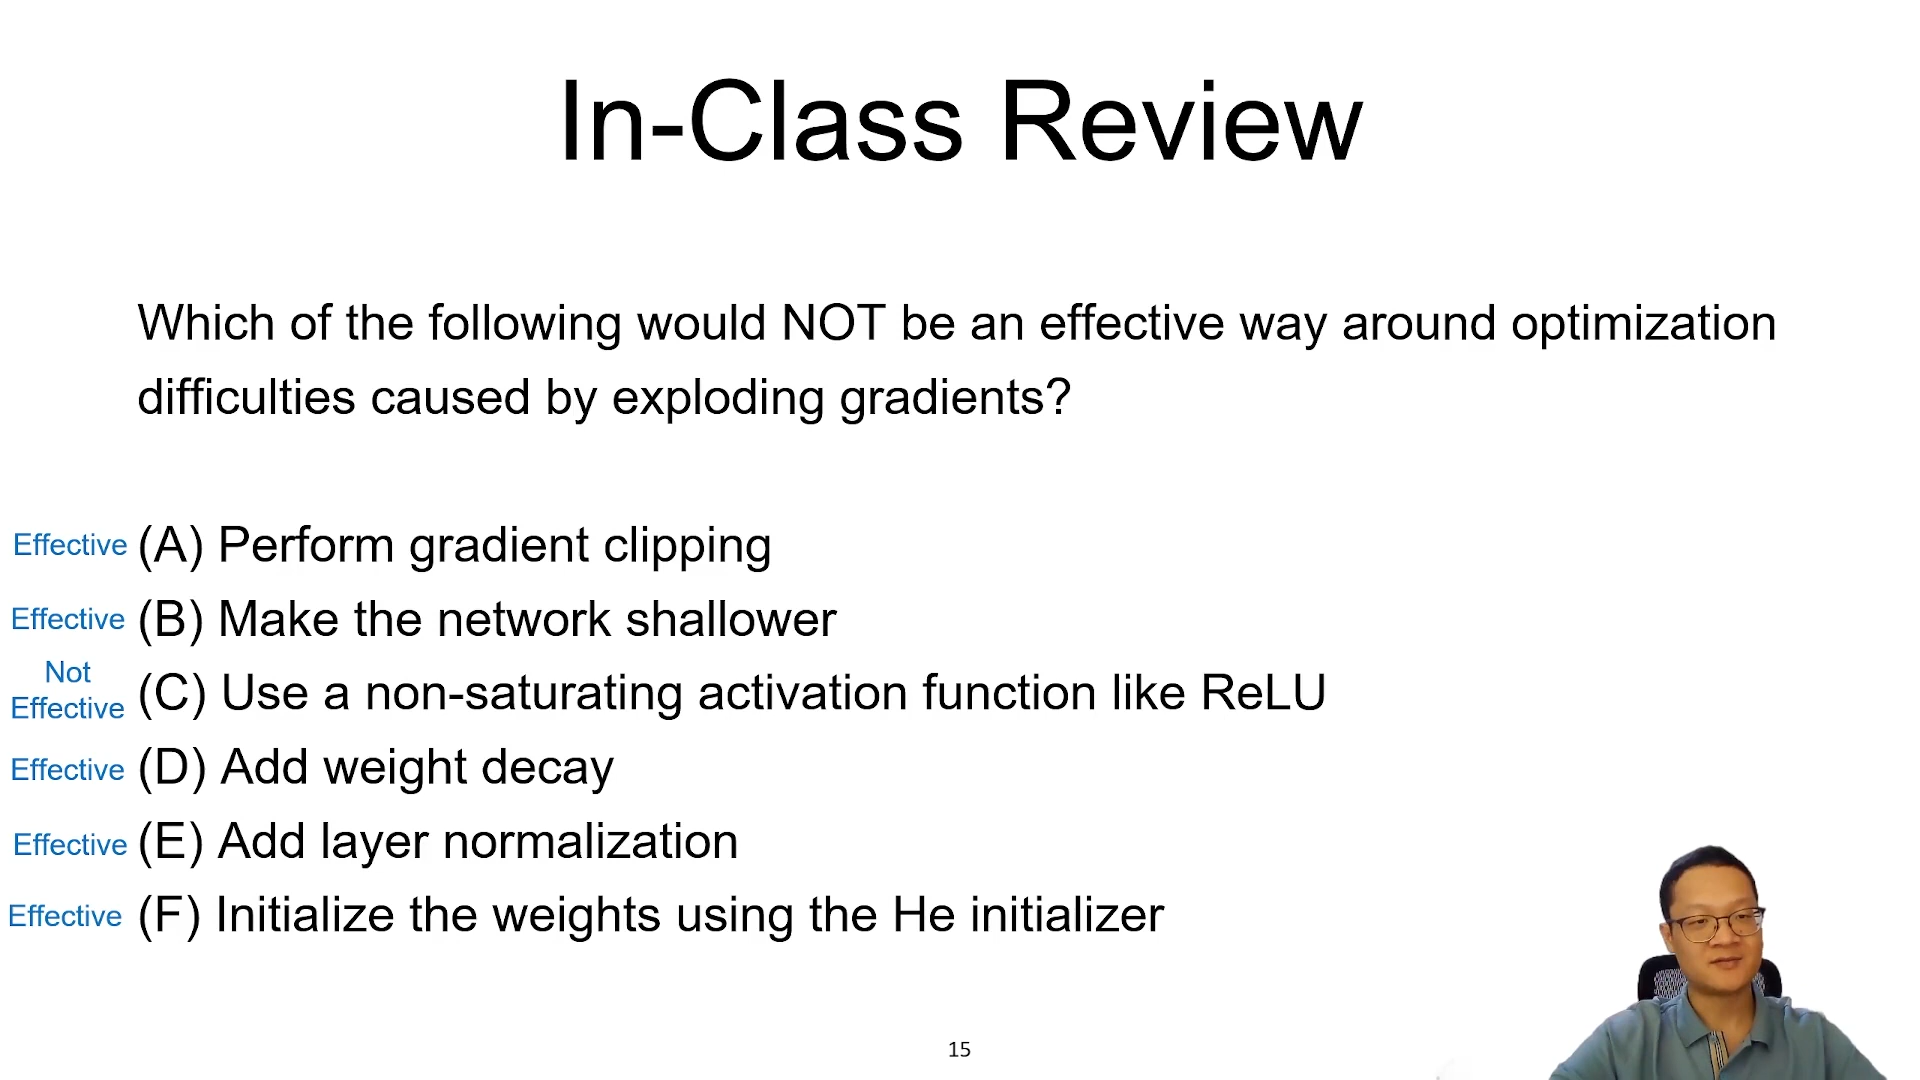 In-Class Review
Which of the following would NOT be an effective way around optimization
difficulties caused by exploding gradients?
Effective (A) Perform gradient clipping
Effective (B) Make the network shallower
Not
Effective (C) Use a non-saturating activation function like ReLU
Effective (D) Add weight decay
Effective (E) Add layer normalization
Effective (F) Initialize the weights using the He initializer
15